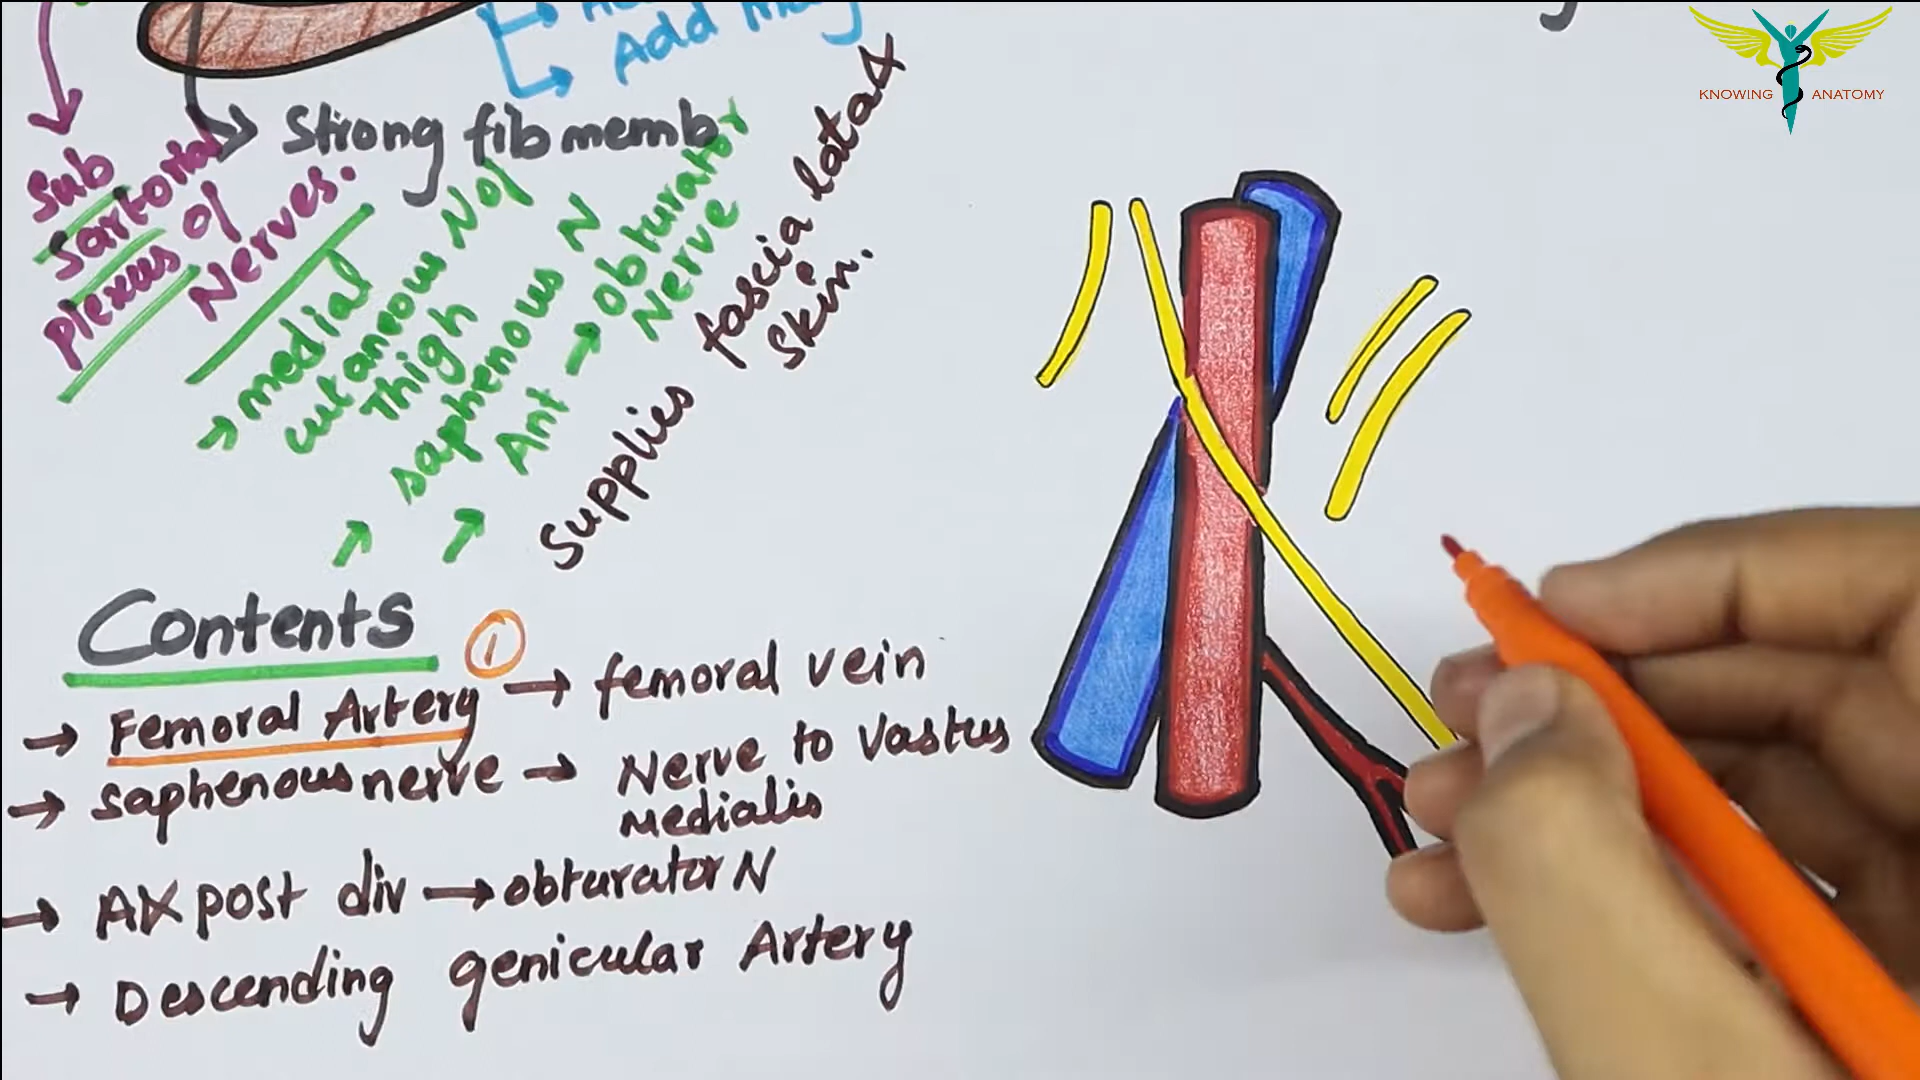 Add
Strong fib memb
Sub
Sartorial
plexus of
Nerves.
→ medial
cutaneous N of
Thigh
→ saphenous N
→ Ant → Obturator
Nerve
Supplies fascia lata &
Skin.
Contents
①
→ Femoral Artery → femoral vein
→ saphenous nerve → Nerve to Vastus
Medialis
→ post div → obturator N
→ Descending genicular Artery
KNOWING ANATOMY